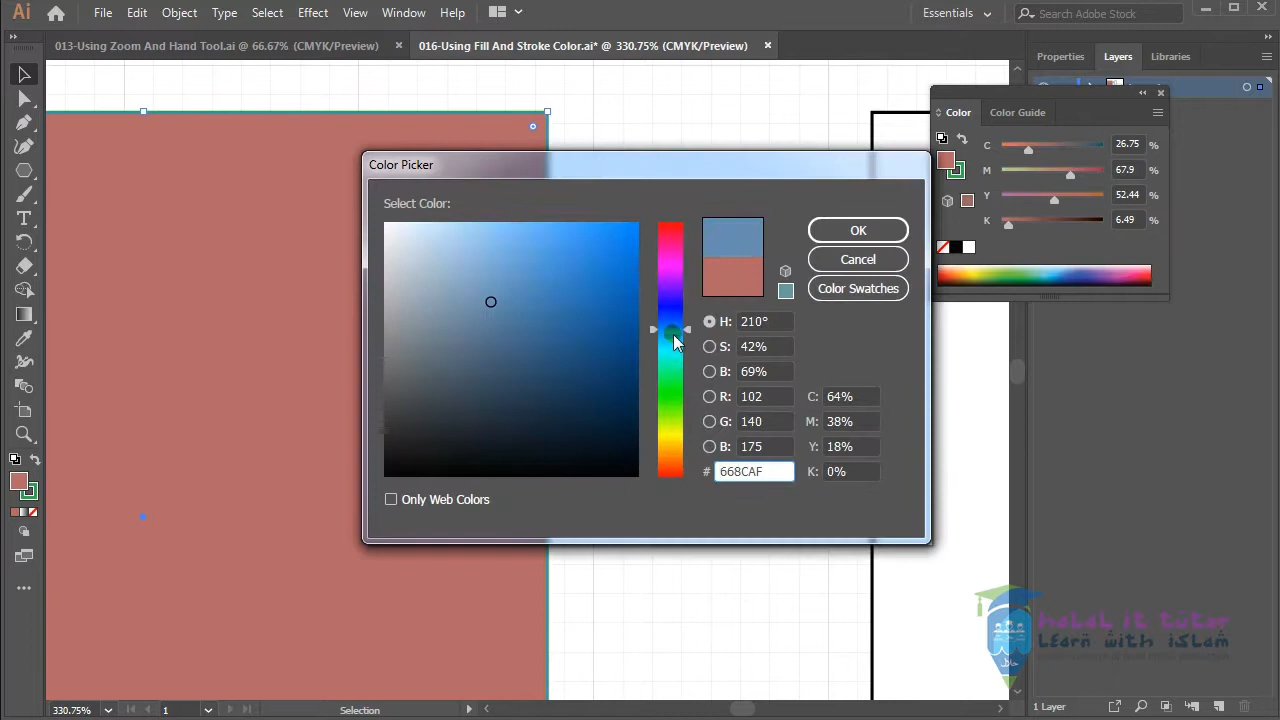 Ai File Edit Object Type Select Effect View Window Help Essentials Search Adobe Stock
013-Using Zoom And Hand Tool.ai @ 66.67% (CMYK/Preview) × 016-Using Fill And Stroke Color.ai* @ 330.75% (CMYK/Preview) × Properties Layers Libraries
Color Color Guide
C 26.75 %
M 67.9 %
Y 52.44 %
K 6.49 %
Color Picker
Select Color:
OK
Cancel
Color Swatches
H: 210°
S: 42%
B: 69%
R: 102 C: 64%
G: 140 M: 38%
B: 175 Y: 18%
# 668CAF K: 0%
Only Web Colors
halal it tutor
Learn with islam
حلال
330.75% 1 Selection 1 Layer